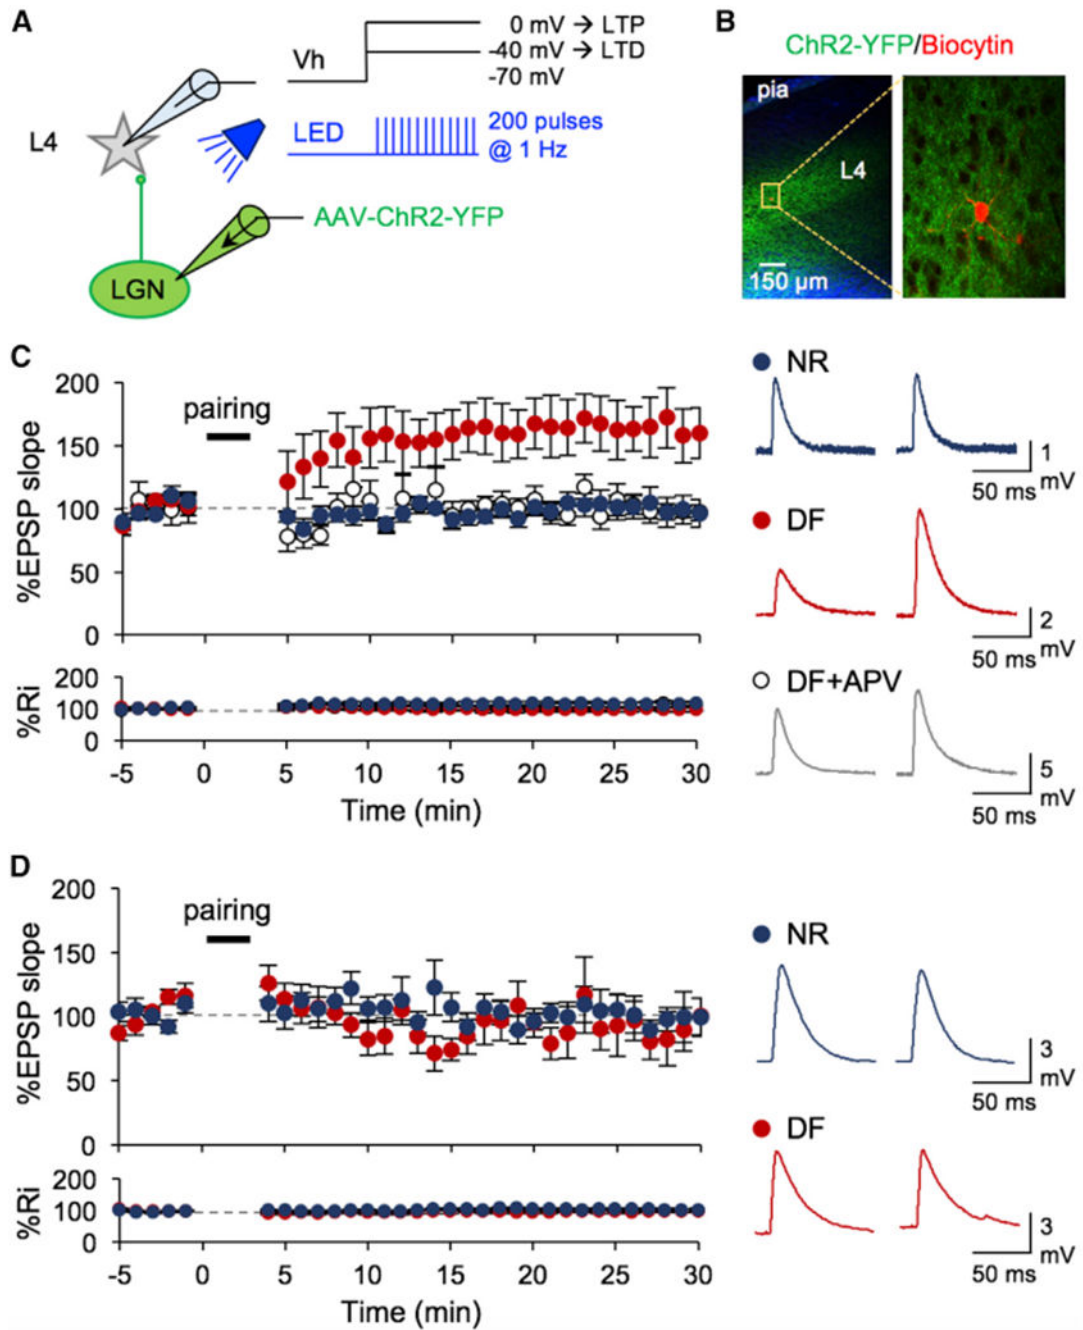 A
0 mV → LTP
Vh
-40 mV → LTD
-70 mV
L4
LED
200 pulses
@ 1 Hz
AAV-ChR2-YFP
LGN
B
ChR2-YFP/Biocytin
pia
L4
150 µm
C
200
150
100
50
0
%EPSP slope
pairing
200
100
0
%Ri
-5 0 5 10 15 20 25 30
Time (min)
NR
1
mV
50 ms
DF
2
mV
50 ms
DF+APV
5
mV
50 ms
D
200
150
100
50
0
%EPSP slope
pairing
200
100
0
%Ri
-5 0 5 10 15 20 25 30
Time (min)
NR
3
mV
50 ms
DF
3
mV
50 ms